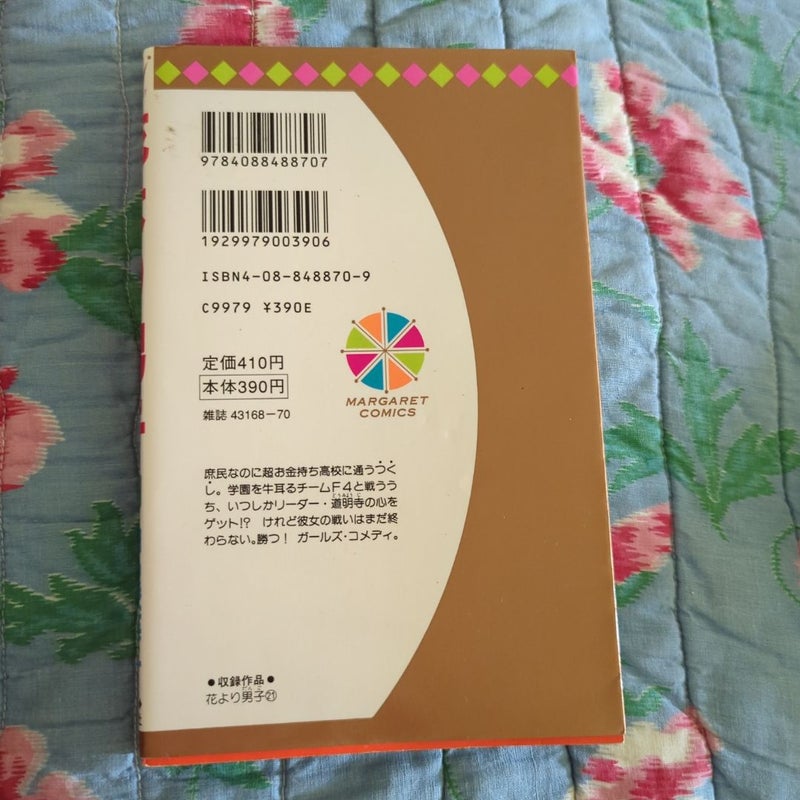 9784088488707
1929979003906
ISBN4-08-848870-9
C9979 ¥390E
定価410円
本体390円
雑誌 43168-70
MARGARET
COMICS
庶民なのに超お金持ち高校に通うつく
し。学園を牛耳るチームF4と戦うう
ち、いつしかリーダー・道明寺の心を
ゲット!? けれど彼女の戦いはまだ終
わらない。勝つ! ガールズ・コメディ。
●収録作品●
花より男子㉑